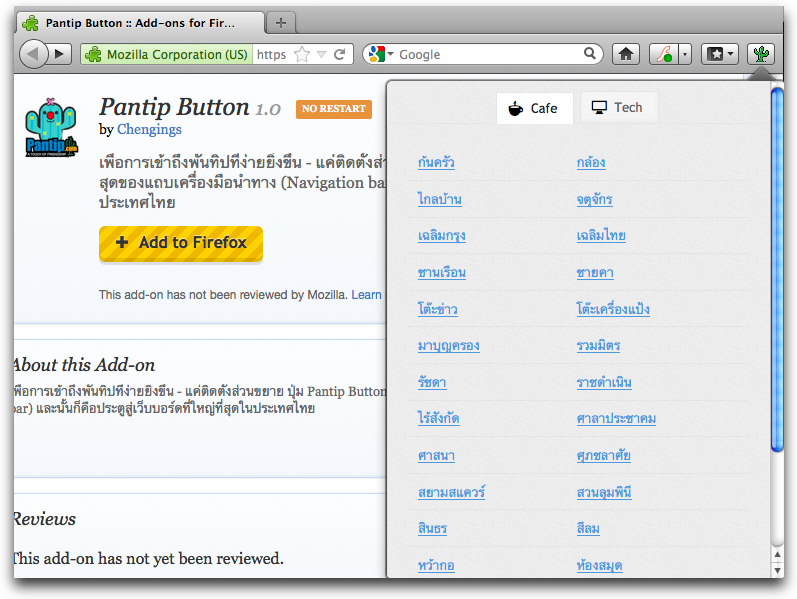 Pantip Button :: Add-ons for Fir...
Mozilla Corporation (US) https
Google
Pantip Button 1.0 NO RESTART
by Chengings
Pantip
เพื่อการเข้าถึงพันทิปที่ง่ายยิ่งขึ้น - แค่ติดตั้งส่ว
สุดของแถบเครื่องมือนำทาง (Navigation ba
ประเทศไทย
Add to Firefox
This add-on has not been reviewed by Mozilla. Learn
About this Add-on
เพื่อการเข้าถึงพันทิปที่ง่ายยิ่งขึ้น - แค่ติดตั้งส่วนขยาย ปุ่ม Pantip Button
bar) และนั้นก็คือประตูสู่เว็บบอร์ดที่ใหญ่ที่สุดในประเทศไทย
Reviews
This add-on has not yet been reviewed.
Cafe Tech
ก้นครัว กล้อง
ไกลบ้าน จตุจักร
เฉลิมกรุง เฉลิมไทย
ชานเรือน ชายคา
โต๊ะข่าว โต๊ะเครื่องแป้ง
มาบุญครอง รวมมิตร
รัชดา ราชดำเนิน
ไร้สังกัด ศาลาประชาคม
ศาสนา ศุภชลาศัย
สยามสแควร์ สวนลุมพินี
สินธร สีลม
หว้ากอ ห้องสมุด